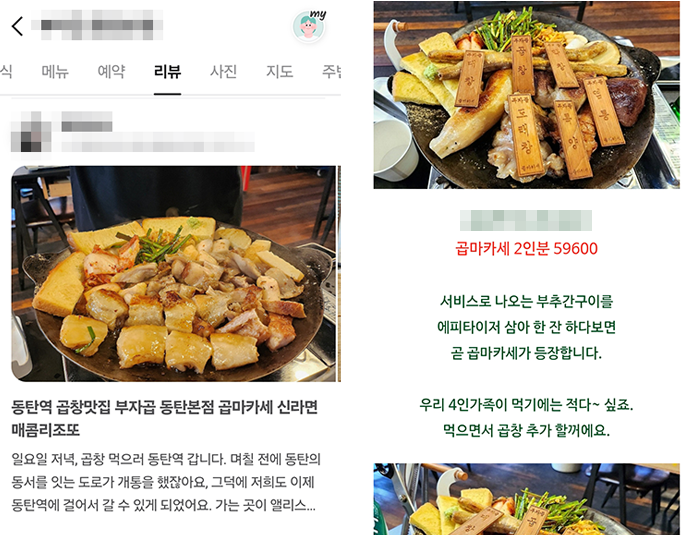 my
식 메뉴 예약 리뷰 사진 지도 주변
동탄역 곱창맛집 부자곱 동탄본점 곱마카세 신라면
매콤리조또
일요일 저녁, 곱창 먹으러 동탄역 갑니다. 며칠 전에 동탄의
동서를 잇는 도로가 개통을 했잖아요, 그덕에 저희도 이제
동탄역에 걸어서 갈 수 있게 되었어요. 가는 곳이 앨리스...
곱창
막창
염통
도래창
특양
곱마카세 2인분 59600
서비스로 나오는 부추간구이를
에피타이저 삼아 한 잔 하다보면
곧 곱마카세가 등장합니다.
우리 4인가족이 먹기에는 적다~ 싶죠.
먹으면서 곱창 추가 할꺼에요.